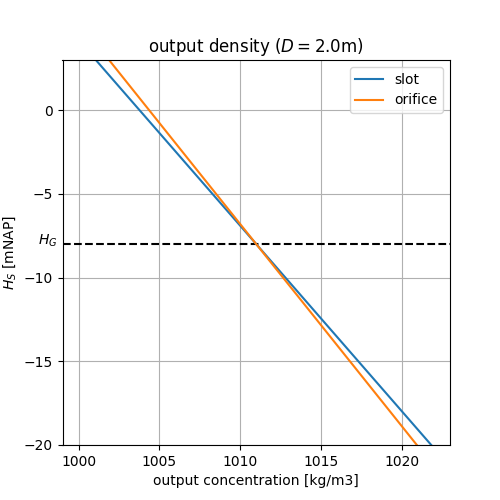 output density (D = 2.0m)
slot
orifice
0
−5
H_G
−10
−15
−20
H_S [mNAP]
1000 1005 1010 1015 1020
output concentration [kg/m3]